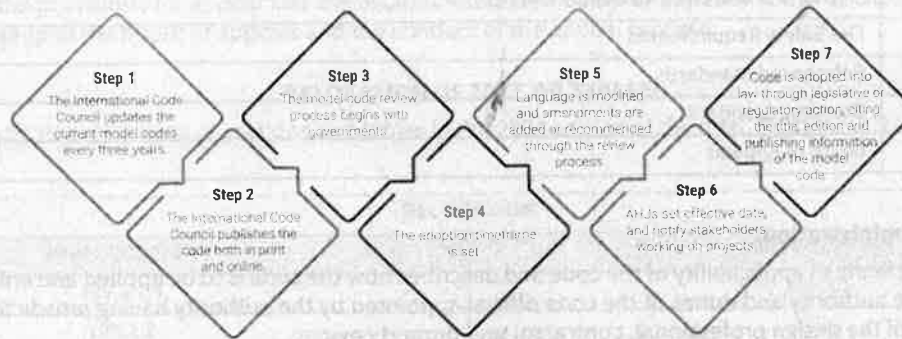 Step 1
The International Code
Council updates the
current model codes
every three years.
Step 2
The International Code
Council publishes the
code both in print
and online.
Step 3
The model code review
process begins with
governments.
Step 4
The adoption timeframe
is set
Step 5
Language is modified
and amendments are
added or recommended
through the review
process.
Step 6
AHJs set effective date,
and notify stakeholders
working on projects.
Step 7
Code is adopted into
law through legislative or
regulatory action, citing
the title, edition and
publishing information
of the model
code.